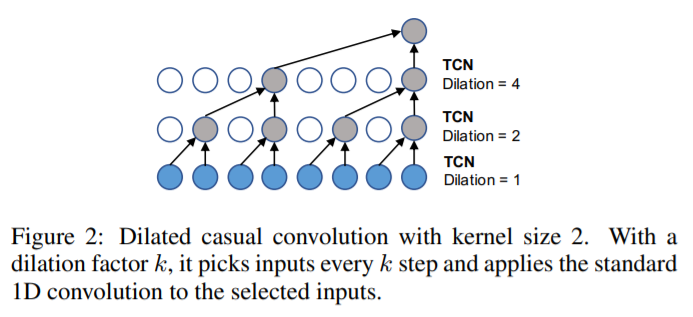 TCN
Dilation = 4
TCN
Dilation = 2
TCN
Dilation = 1
Figure 2: Dilated casual convolution with kernel size 2. With a
dilation factor k, it picks inputs every k step and applies the standard
1D convolution to the selected inputs.